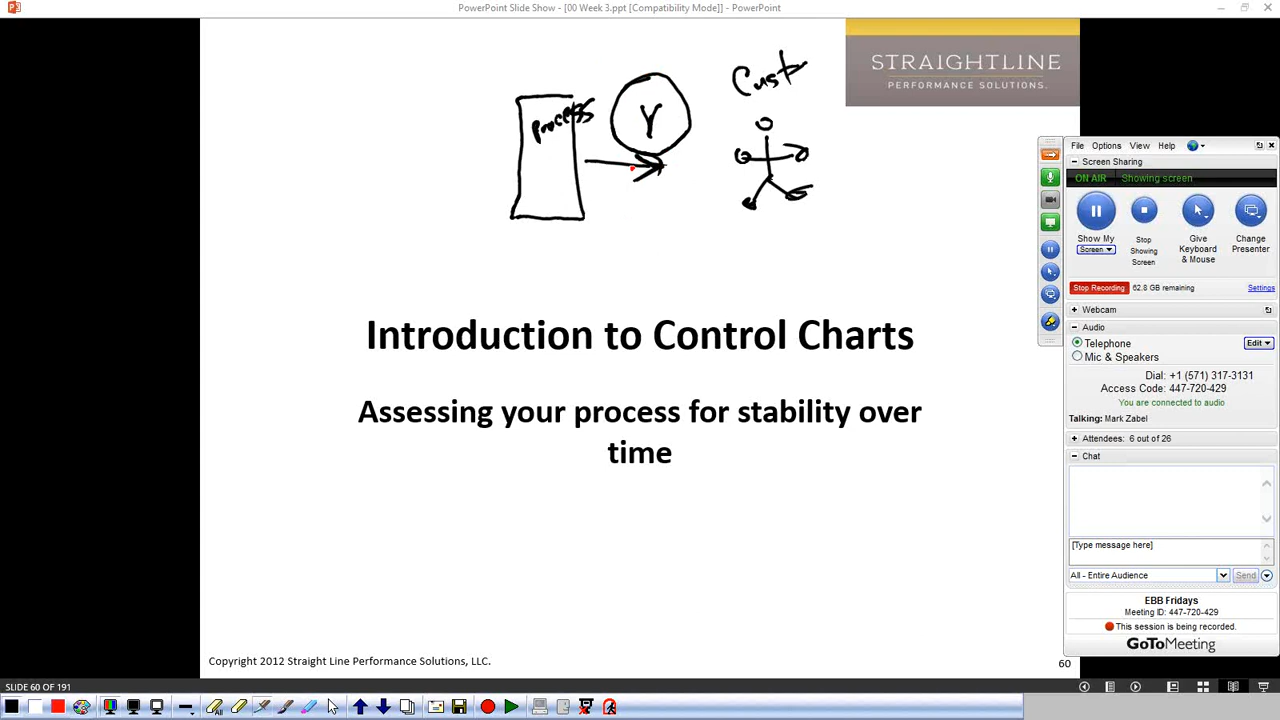 PowerPoint Slide Show - [00 Week 3.ppt [Compatibility Mode]] - PowerPoint
STRAIGHTLINE
PERFORMANCE SOLUTIONS.
Cust
Process
Y
Introduction to Control Charts
Assessing your process for stability over
time
Copyright 2012 Straight Line Performance Solutions, LLC.
60
SLIDE 60 OF 191
File Options View Help
Screen Sharing
ON AIR Showing screen
Show My
Screen
Stop
Showing
Screen
Give
Keyboard
& Mouse
Change
Presenter
Stop Recording 62.8 GB remaining Settings
Webcam
Audio
Telephone Edit
Mic & Speakers
Dial: +1 (571) 317-3131
Access Code: 447-720-429
You are connected to audio
Talking: Mark Zabel
Attendees: 6 out of 26
Chat
[Type message here]
All - Entire Audience Send
EBB Fridays
Meeting ID: 447-720-429
This session is being recorded.
GoToMeeting